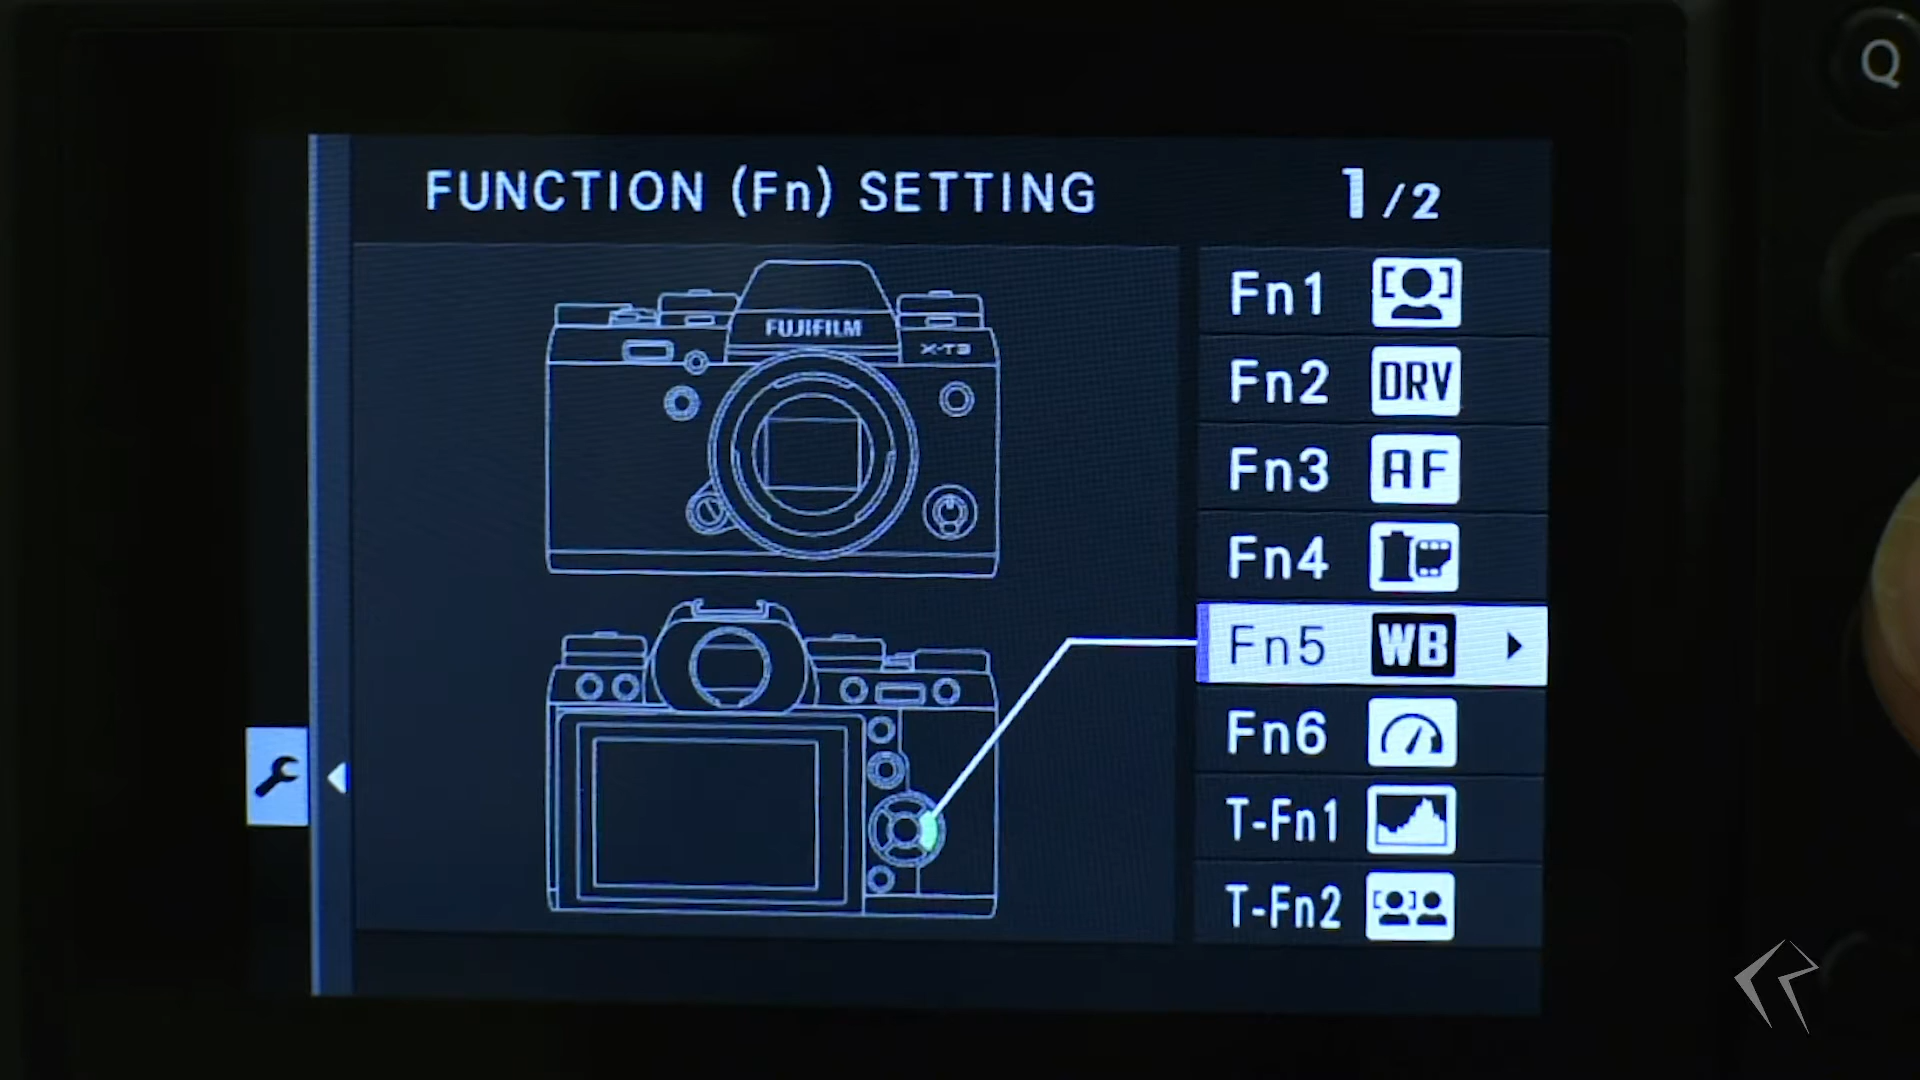 Q
FUNCTION (Fn) SETTING 1/2
FUJIFILM
X-T3
Fn1
Fn2 DRV
Fn3 AF
Fn4
Fn5 WB
Fn6
T-Fn1
T-Fn2